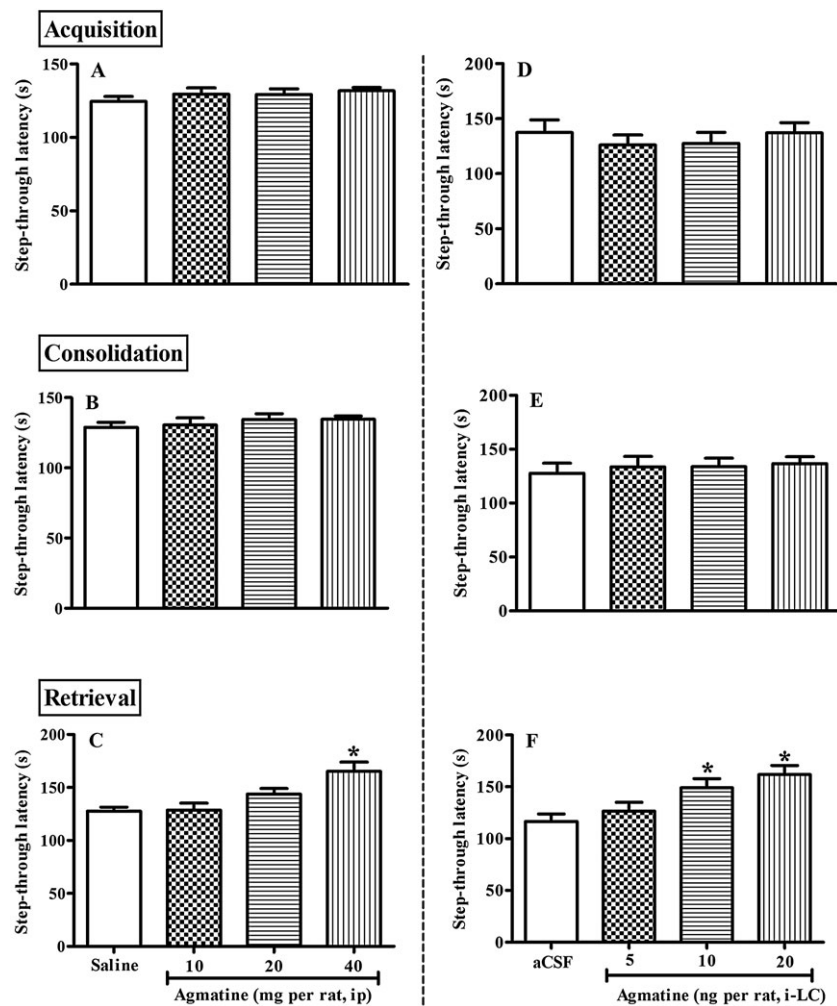 Acquisition
A
Step-through latency (s)
150
100
50
0
D
Step-through latency (s)
200
150
100
50
0
Consolidation
B
Step-through latency (s)
150
100
50
0
E
Step-through latency (s)
200
150
100
50
0
Retrieval
C
Step-through latency (s)
200
150
100
50
0
*
Saline 10 20 40
Agmatine (mg per rat, ip)
F
Step-through latency (s)
200
150
100
50
0
* *
aCSF 5 10 20
Agmatine (ng per rat, i-LC)